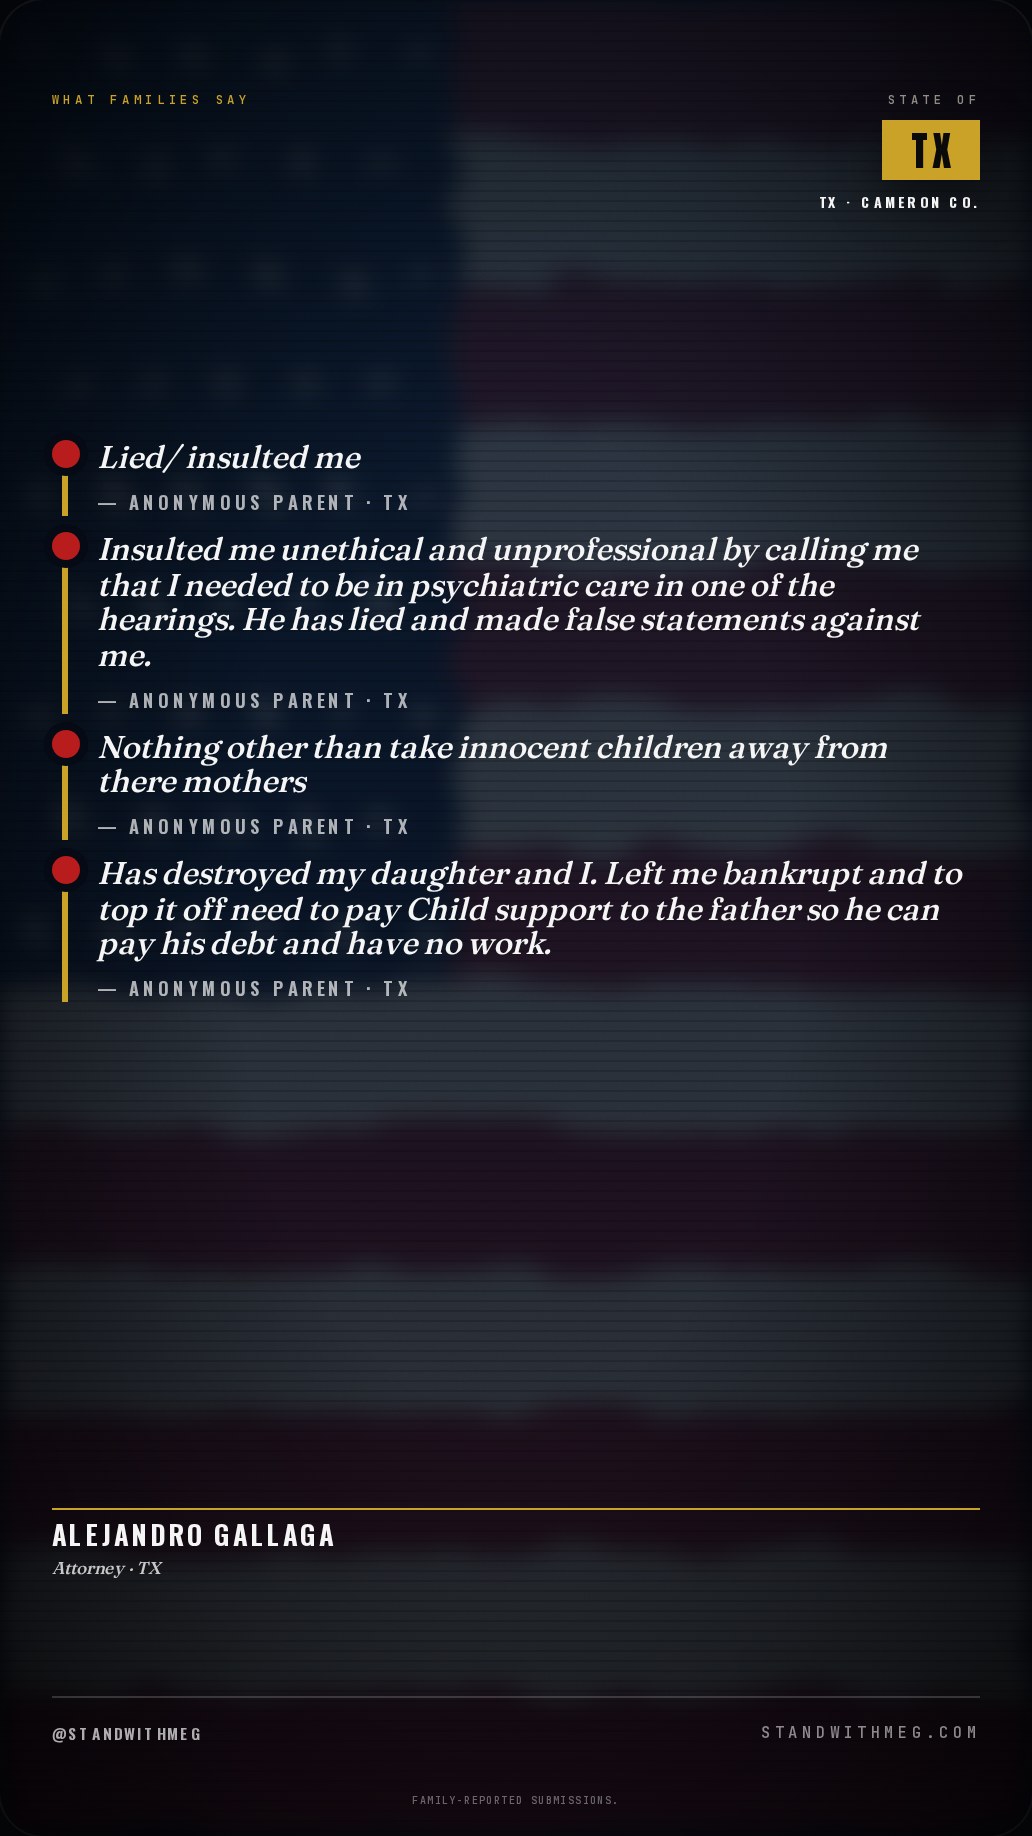 WHAT FAMILIES SAY
STATE OF
TX
TX · CAMERON CO.
Lied/ insulted me
— ANONYMOUS PARENT · TX
Insulted me unethical and unprofessional by calling me
that I needed to be in psychiatric care in one of the
hearings. He has lied and made false statements against
me.
— ANONYMOUS PARENT · TX
Nothing other than take innocent children away from
there mothers
— ANONYMOUS PARENT · TX
Has destroyed my daughter and I. Left me bankrupt and to
top it off need to pay Child support to the father so he can
pay his debt and have no work.
— ANONYMOUS PARENT · TX
ALEJANDRO GALLAGA
Attorney · TX
@STANDWITHMEG
STANDWITHMEG.COM
FAMILY-REPORTED SUBMISSIONS.